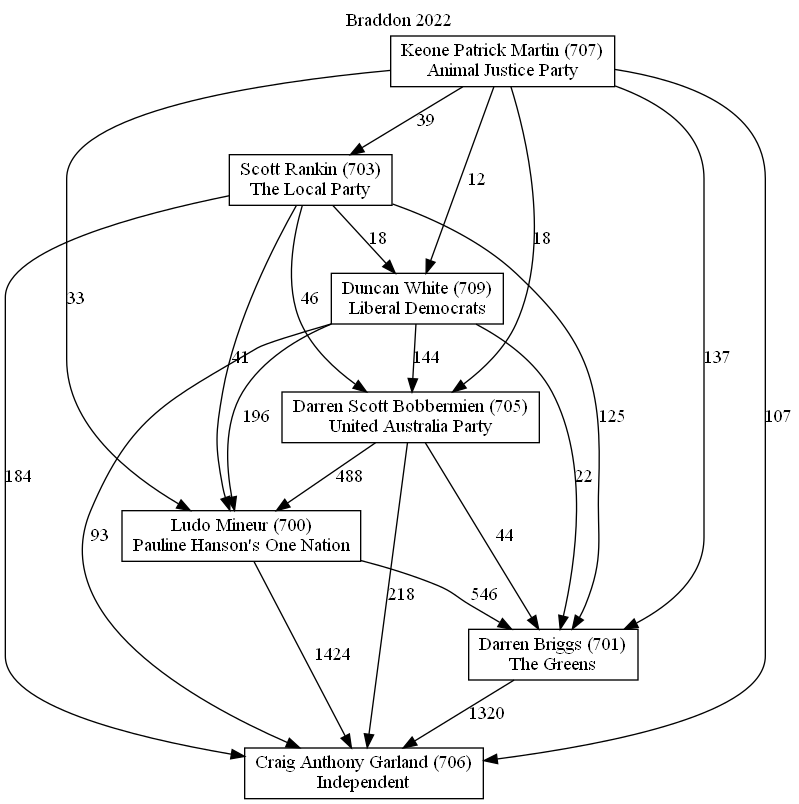 Braddon 2022
Keone Patrick Martin (707)
Animal Justice Party
39
Scott Rankin (703)
The Local Party
12
18
18
Duncan White (709)
Liberal Democrats
33
46
41
144
137
196
Darren Scott Bobbermien (705)
United Australia Party
125
107
184
488
22
Ludo Mineur (700)
Pauline Hanson's One Nation
93
44
218
546
Darren Briggs (701)
The Greens
1424
1320
Craig Anthony Garland (706)
Independent